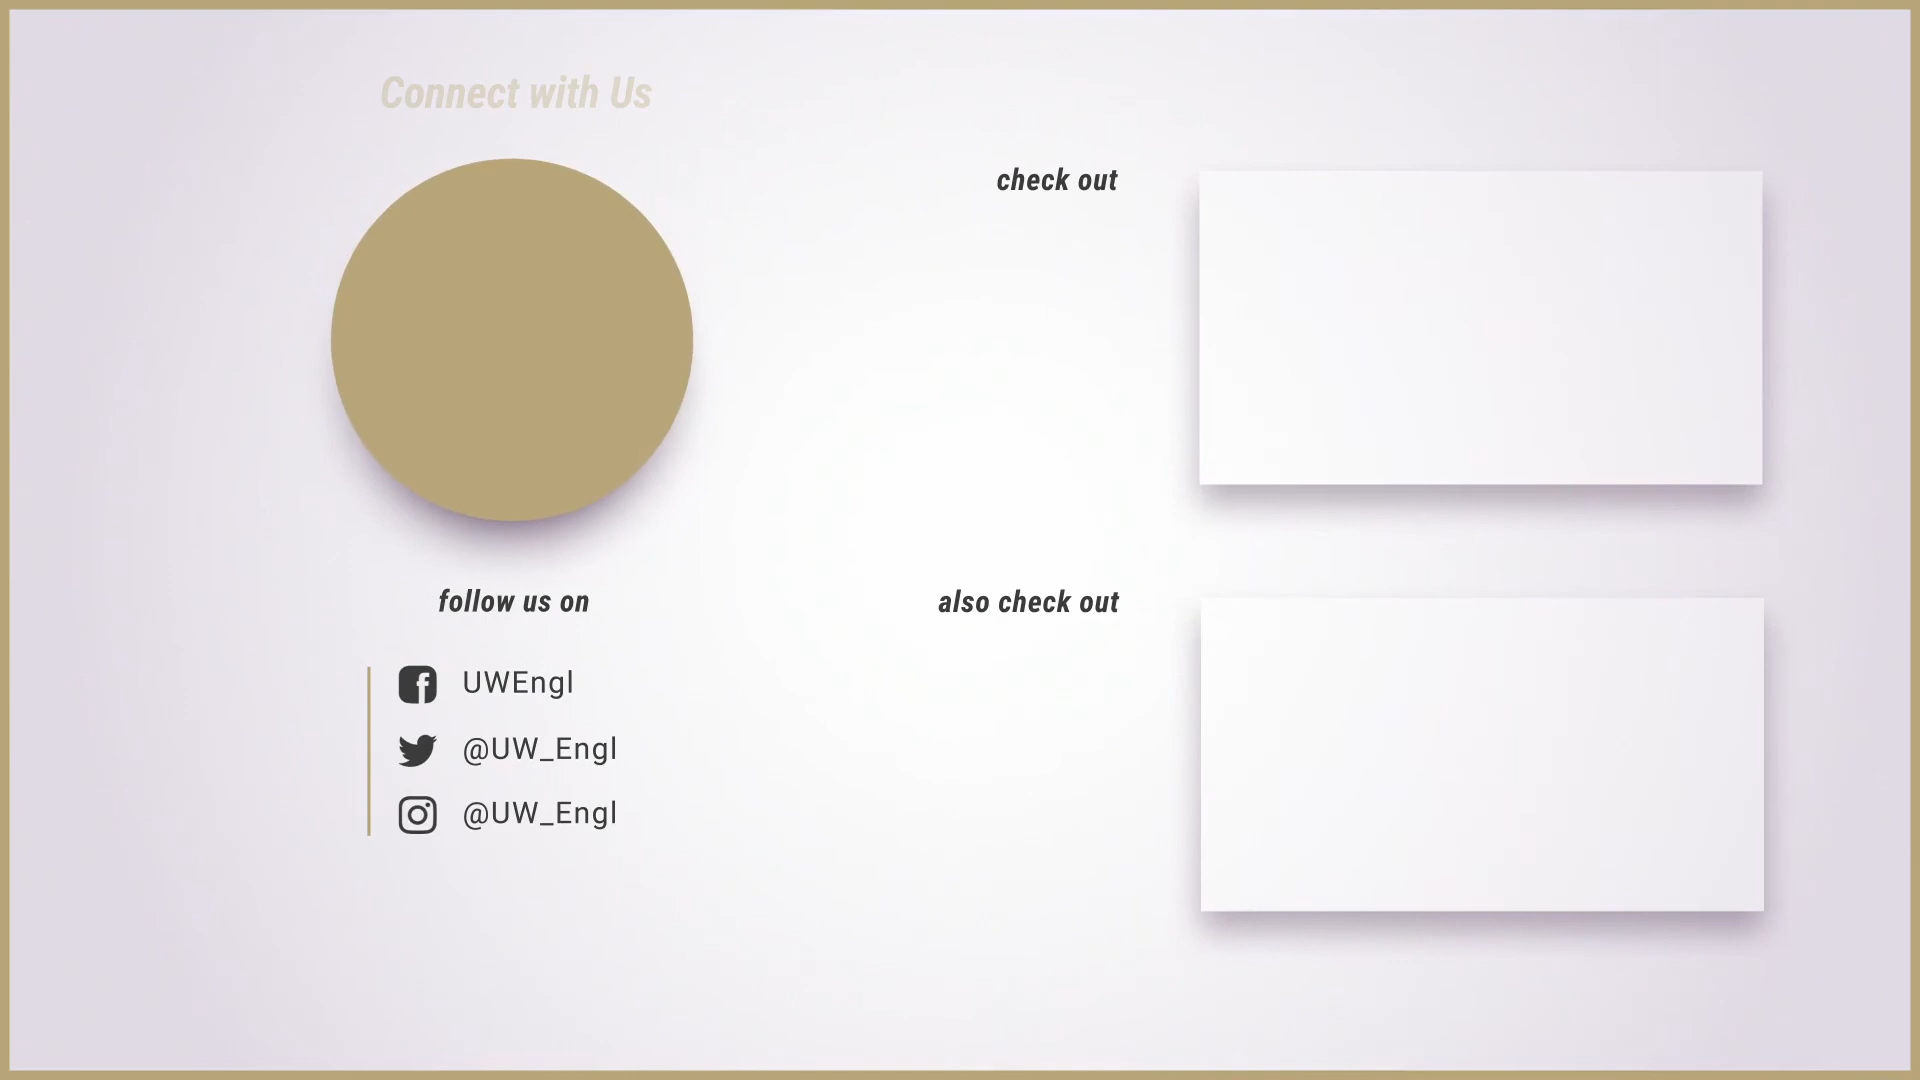 Connect with Us
follow us on
UWEngl
@UW_Engl
@UW_Engl
check out
also check out